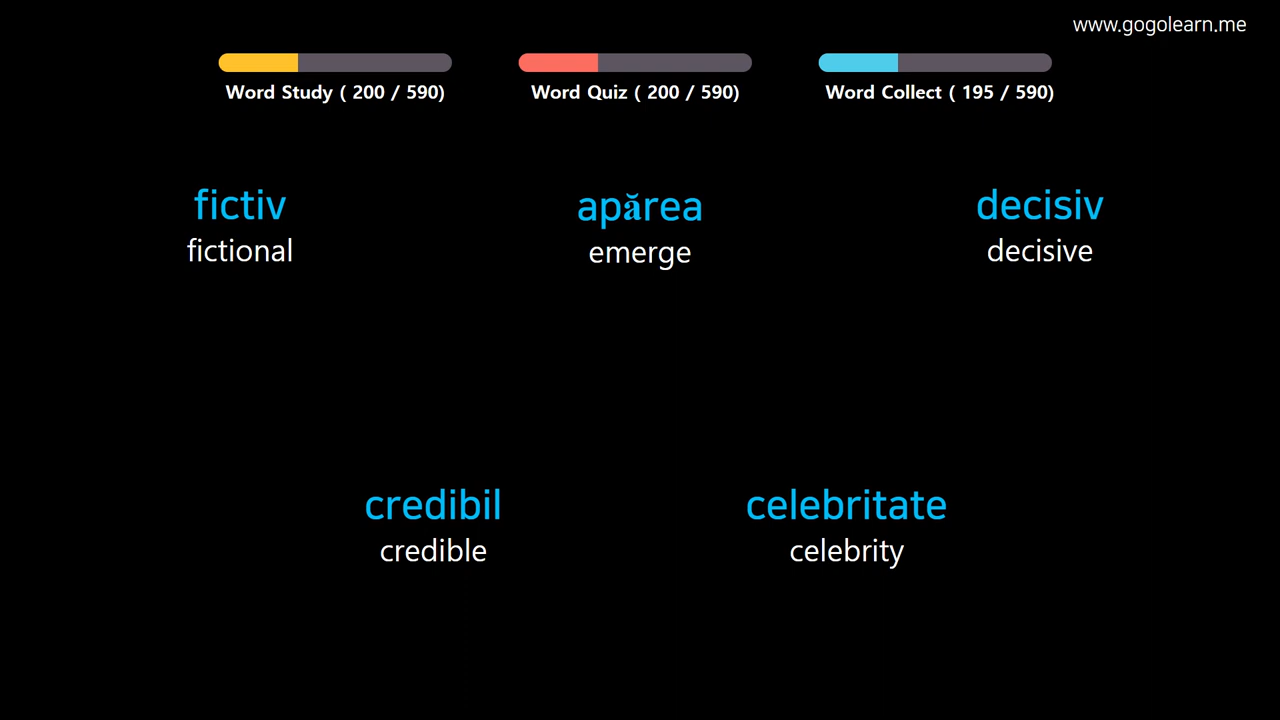 www.gogolearn.me
Word Study ( 200 / 590)
Word Quiz ( 200 / 590)
Word Collect ( 195 / 590)
fictiv
fictional
apărea
emerge
decisiv
decisive
credibil
credible
celebritate
celebrity